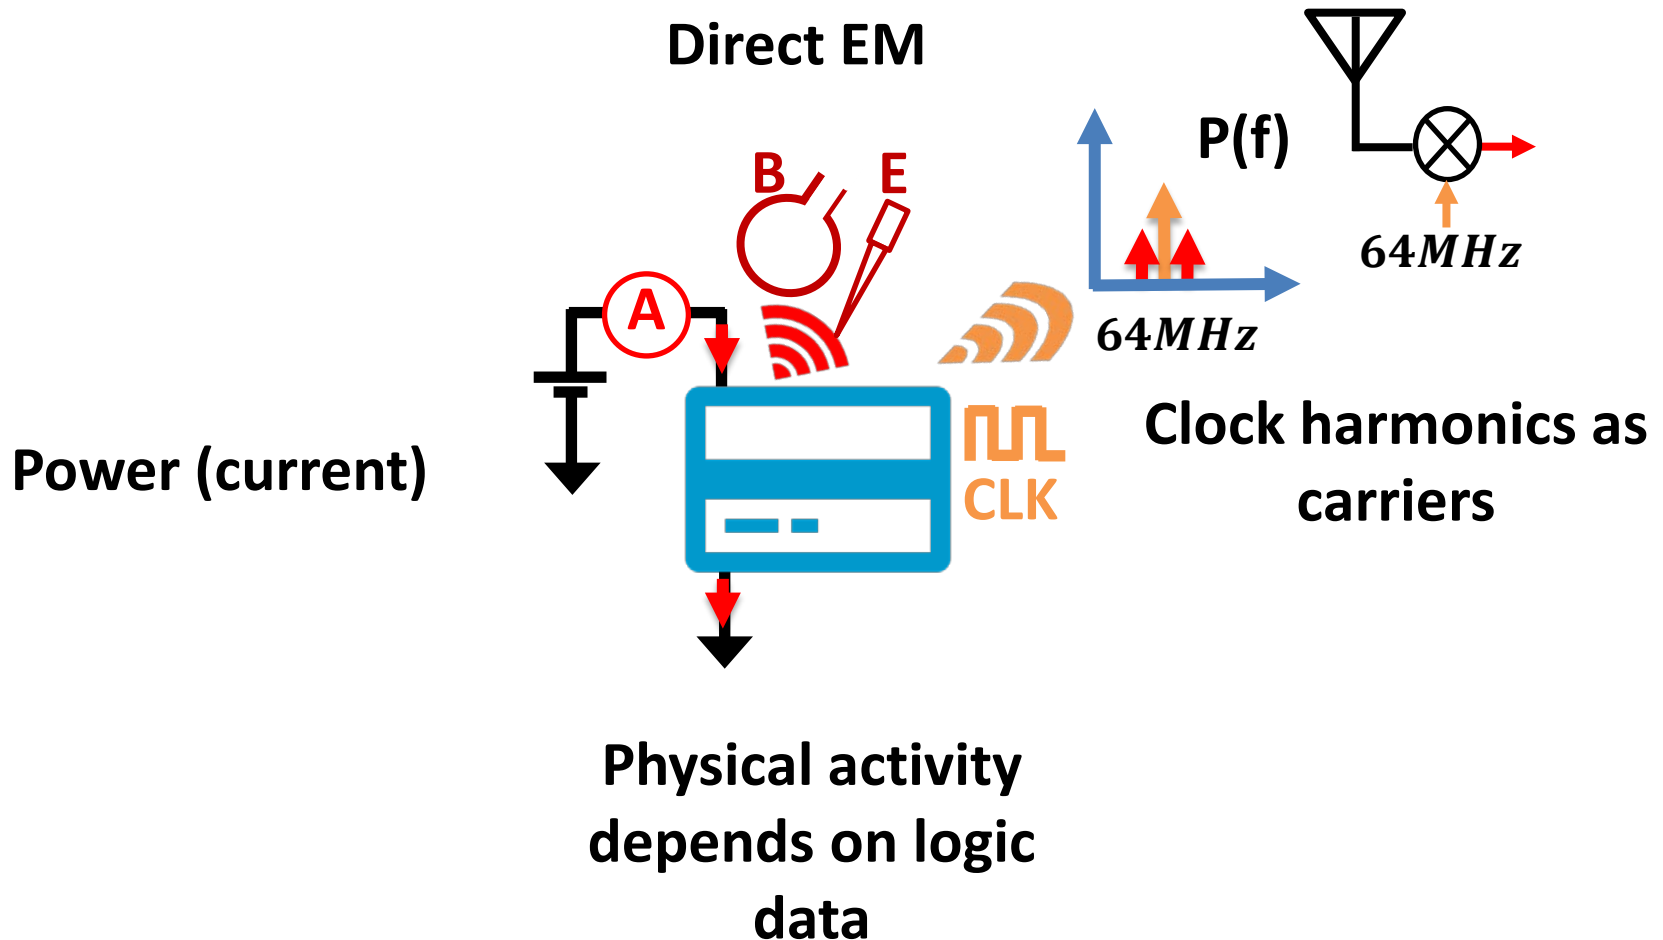 Direct EM
P(f)
B
E
64MHz
A
64MHz
Power (current)
CLK
Clock harmonics as
carriers
Physical activity
depends on logic
data